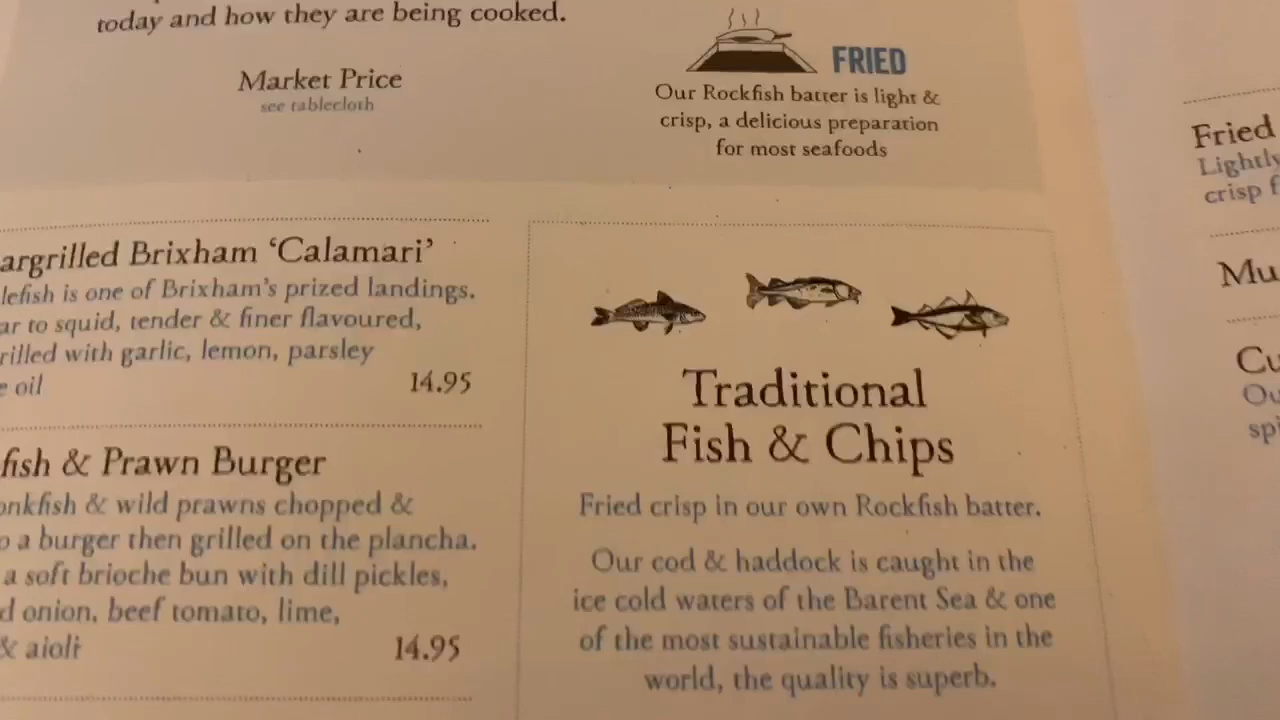 today and how they are being cooked.
Market Price
see tablecloth
FRIED
Our Rockfish batter is light &
crisp, a delicious preparation
for most seafoods
argrilled Brixham ‘Calamari’
lefish is one of Brixham's prized landings.
ar to squid, tender & finer flavoured,
rilled with garlic, lemon, parsley
e oil 14.95
fish & Prawn Burger
onkfish & wild prawns chopped &
o a burger then grilled on the plancha.
a soft brioche bun with dill pickles,
d onion, beef tomato, lime,
& aioli 14.95
Traditional
Fish & Chips
Fried crisp in our own Rockfish batter.
Our cod & haddock is caught in the
ice cold waters of the Barent Sea & one
of the most sustainable fisheries in the
world, the quality is superb.
Fried
Lightly
crisp f
Mu
Cu
Ou
spi